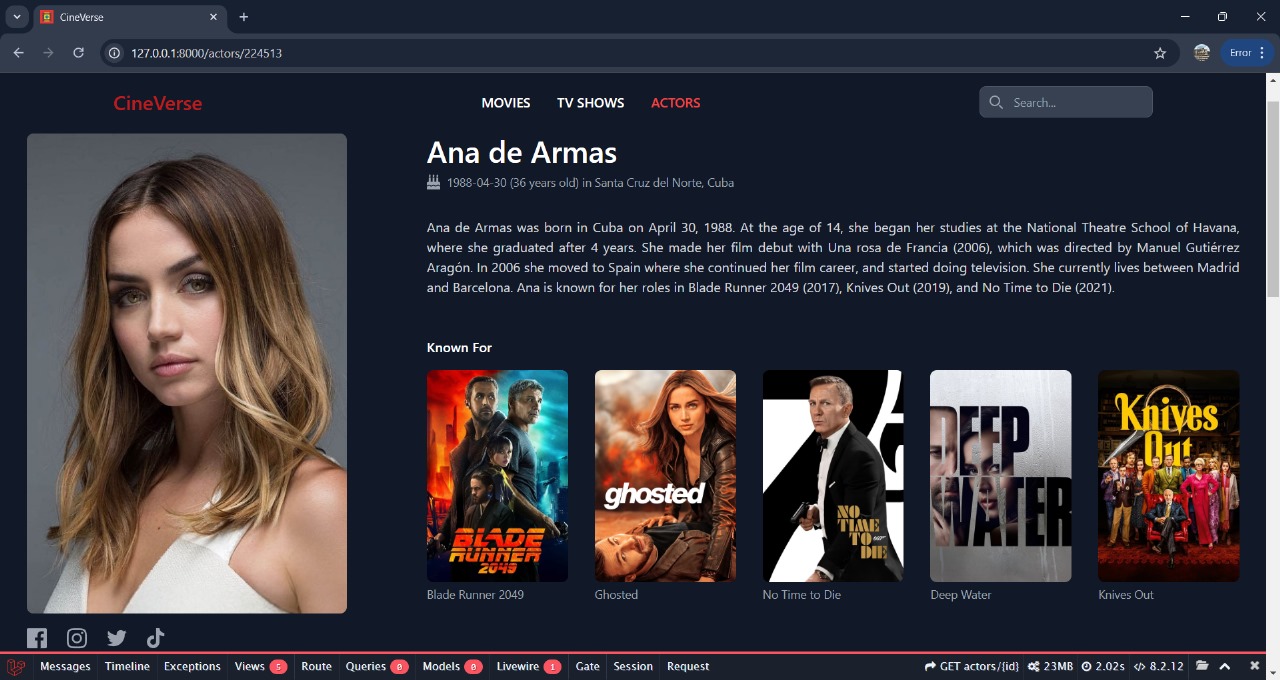 CineVerse
127.0.0.1:8000/actors/224513
Error
CineVerse
MOVIES
TV SHOWS
ACTORS
Search...
Ana de Armas
1988-04-30 (36 years old) in Santa Cruz del Norte, Cuba
Ana de Armas was born in Cuba on April 30, 1988. At the age of 14, she began her studies at the National Theatre School of Havana,
where she graduated after 4 years. She made her film debut with Una rosa de Francia (2006), which was directed by Manuel Gutiérrez
Aragón. In 2006 she moved to Spain where she continued her film career, and started doing television. She currently lives between Madrid
and Barcelona. Ana is known for her roles in Blade Runner 2049 (2017), Knives Out (2019), and No Time to Die (2021).
Known For
BLADE
RUNNER
2049
ghosted
NO
TIME
TO
DIE
007
DEEP
WATER
Knives
Out
Blade Runner 2049
Ghosted
No Time to Die
Deep Water
Knives Out
Messages
Timeline
Exceptions
Views 5
Route
Queries 0
Models 0
Livewire 1
Gate
Session
Request
GET actors/{id}
23MB
2.02s
8.2.12